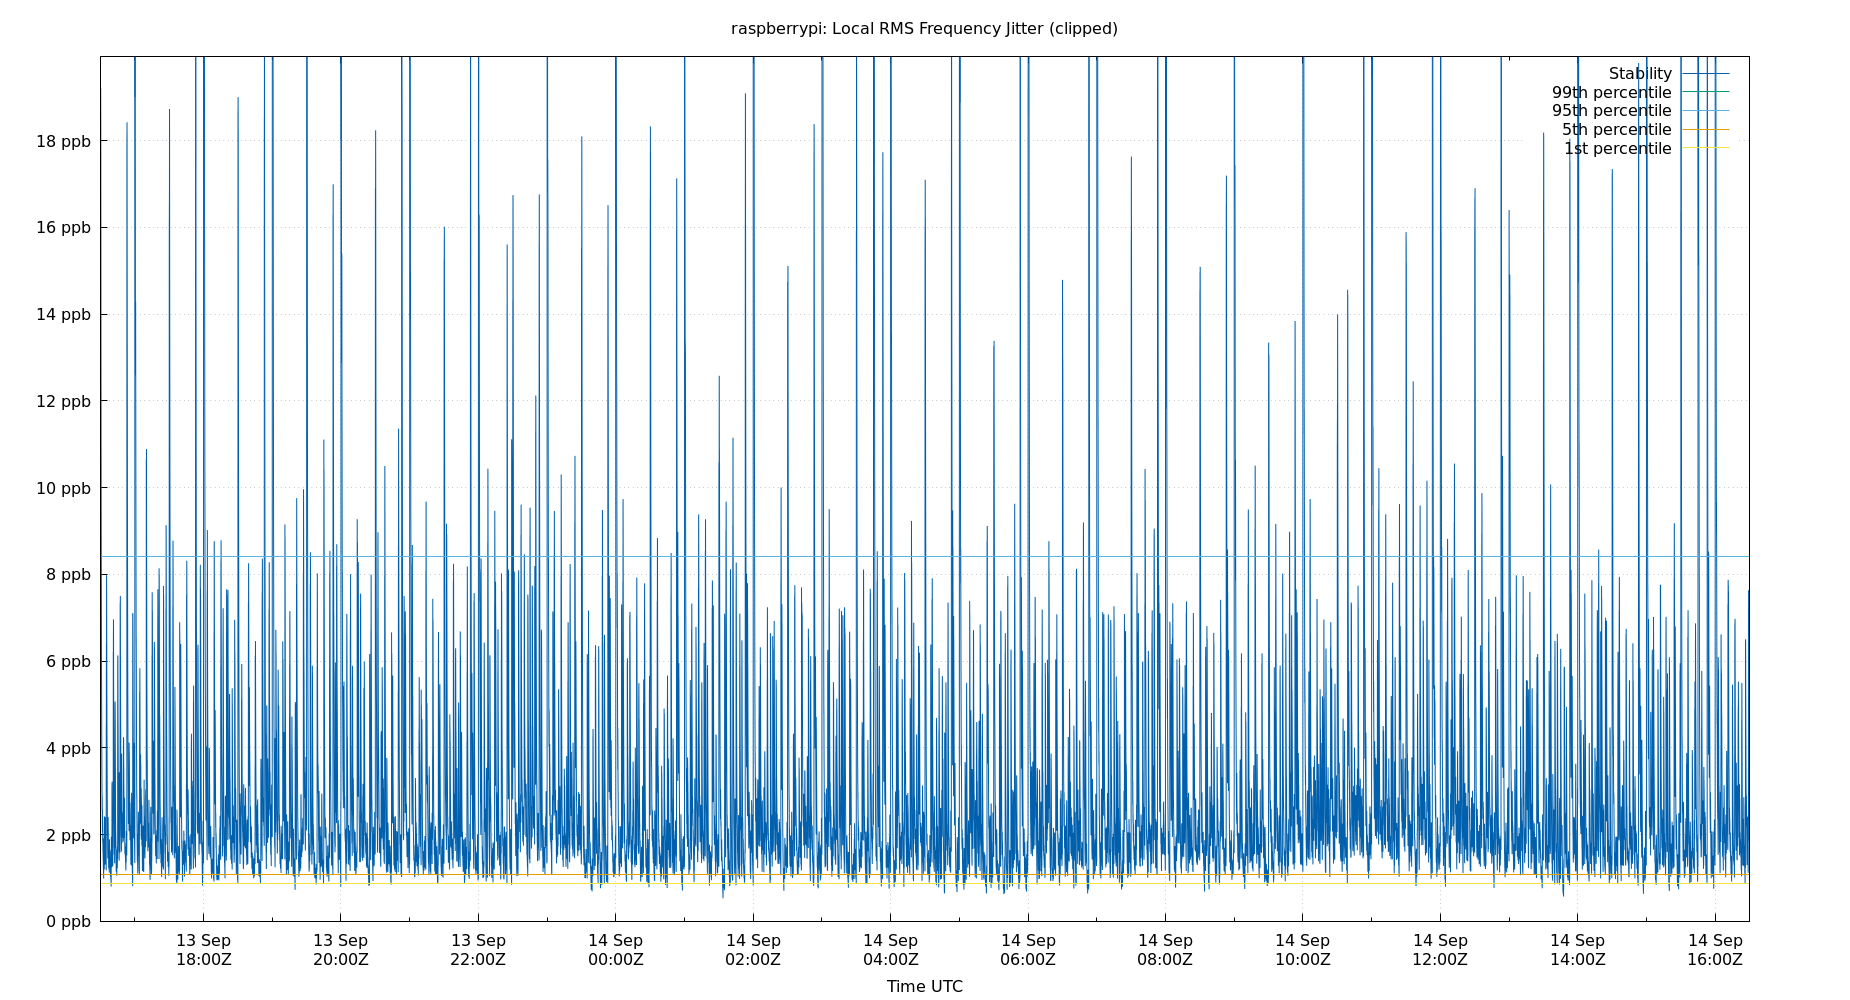 raspberrypi: Local RMS Frequency Jitter (clipped)
Stability
99th percentile
95th percentile
5th percentile
1st percentile
18 ppb
16 ppb
14 ppb
12 ppb
10 ppb
8 ppb
6 ppb
4 ppb
2 ppb
0 ppb
13 Sep 13 Sep 13 Sep 14 Sep 14 Sep 14 Sep 14 Sep 14 Sep 14 Sep 14 Sep 14 Sep 14 Sep
18:00Z 20:00Z 22:00Z 00:00Z 02:00Z 04:00Z 06:00Z 08:00Z 10:00Z 12:00Z 14:00Z 16:00Z
Time UTC